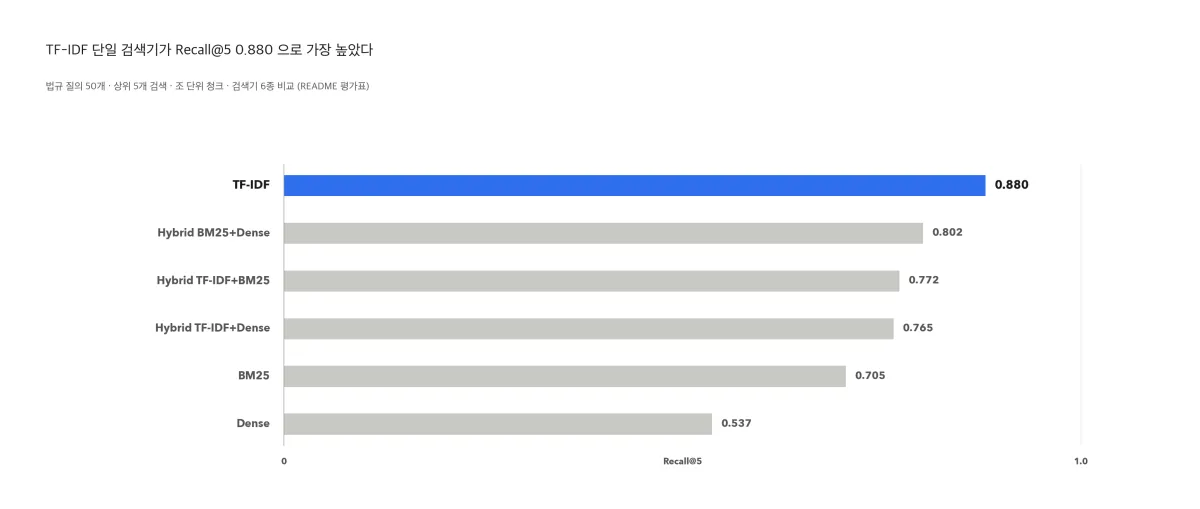 TF-IDF 단일 검색기가 Recall@5 0.880 으로 가장 높았다
법규 질의 50개 · 상위 5개 검색 · 조 단위 청크 · 검색기 6종 비교 (README 평가표)
TF-IDF 0.880
Hybrid BM25+Dense 0.802
Hybrid TF-IDF+BM25 0.772
Hybrid TF-IDF+Dense 0.765
BM25 0.705
Dense 0.537
0 Recall@5 1.0